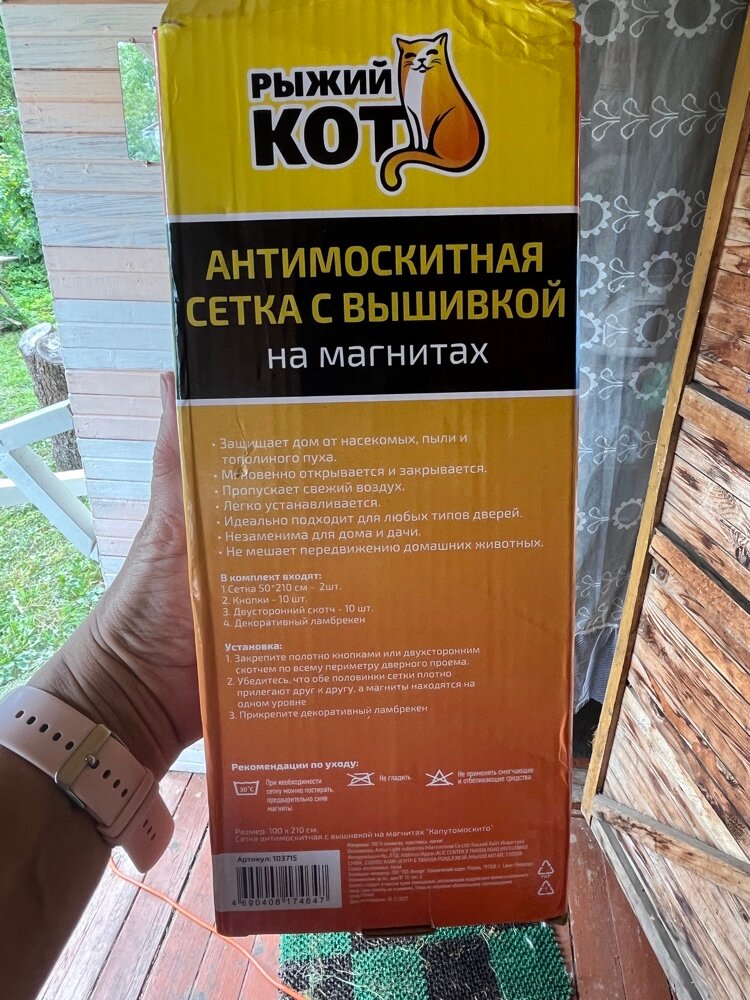 РЫЖИЙ
КОТ
АНТИМОСКИТНАЯ
СЕТКА С ВЫШИВКОЙ
на магнитах
• Защищает дом от насекомых, пыли и
тополиного пуха.
• Мгновенно открывается и закрывается.
• Пропускает свежий воздух.
• Легко устанавливается.
• Идеально подходит для любых типов дверей.
• Незаменима для дома и дачи.
• Не мешает передвижению домашних животных.
В комплект входят:
1.Сетка 50*210 см - 2шт.
2. Кнопки - 10 шт.
3. Двусторонний скотч - 10 шт.
4. Декоративный ламбрекен
Установка:
1. Закрепите полотно кнопками или двухсторонним
скотчем по всему периметру дверного проема.
2. Убедитесь, что обе половинки сетки плотно
прилегают друг к другу, а магниты находятся на
одном уровне
3. Прикрепите декоративный ламбрекен
Рекомендации по уходу:
30°C
При необходимости
сетку можно постирать,
предварительно сняв
магниты.
Не гладить.
Не применять смягчающие
и отбеливающие средства.
Размер: 100 x 210 см.
Сетка антимоскитная с вышивкой на магнитах "Капутомоскито"
Артикул: 103715
4 690408 174647